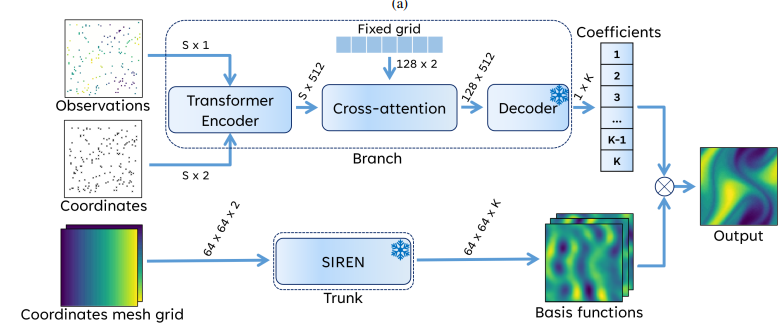 (a)
Observations
S x 1
Coordinates
S x 2
Transformer
Encoder
S x 512
Fixed grid
128 x 2
Cross-attention
128 x 512
Decoder
Branch
1 x K
Coefficients
1
2
3
...
K-1
K
Output
Coordinates mesh grid
64 x 64 x 2
SIREN
Trunk
64 x 64 x K
Basis functions